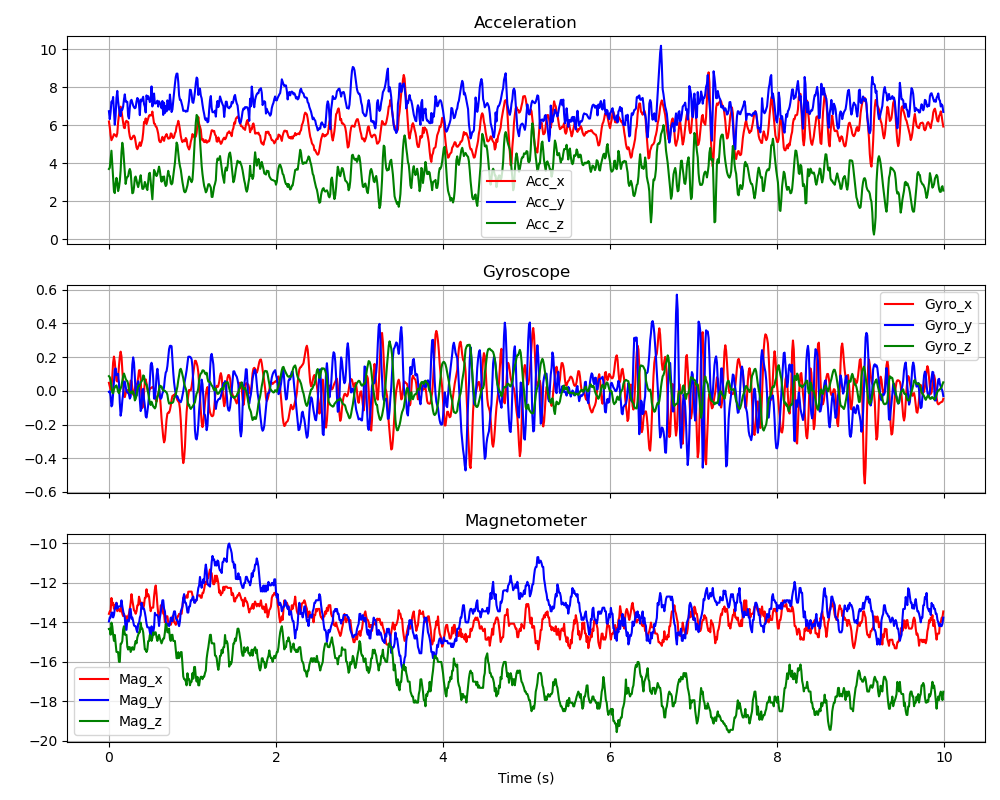 Acceleration
10
8
6
4
2
0
Acc_x
Acc_y
Acc_z
Gyroscope
0.6
0.4
0.2
0.0
−0.2
−0.4
−0.6
Gyro_x
Gyro_y
Gyro_z
Magnetometer
−10
−12
−14
−16
−18
−20
Mag_x
Mag_y
Mag_z
0 2 4 6 8 10
Time (s)